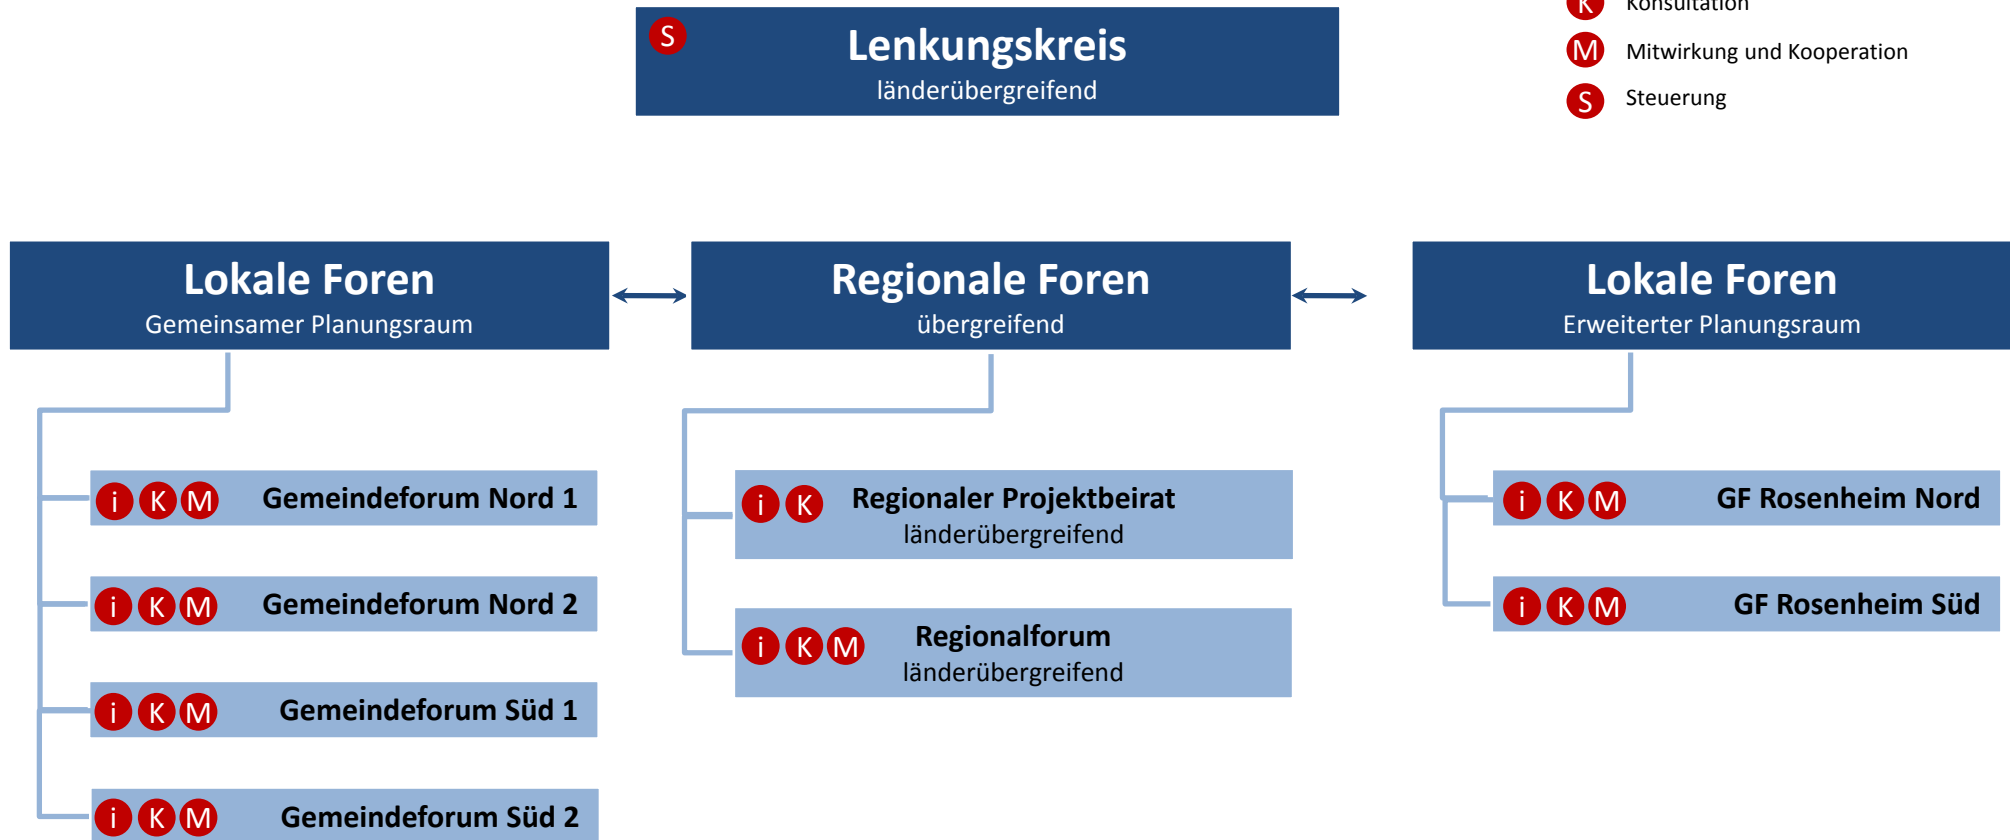 K Konsultation
M Mitwirkung und Kooperation
S Steuerung
S Lenkungskreis
länderübergreifend
Lokale Foren
Gemeinsamer Planungsraum
i K M Gemeindeforum Nord 1
i K M Gemeindeforum Nord 2
i K M Gemeindeforum Süd 1
i K M Gemeindeforum Süd 2
Regionale Foren
übergreifend
i K Regionaler Projektbeirat
länderübergreifend
i K M Regionalforum
länderübergreifend
Lokale Foren
Erweiterter Planungsraum
i K M GF Rosenheim Nord
i K M GF Rosenheim Süd